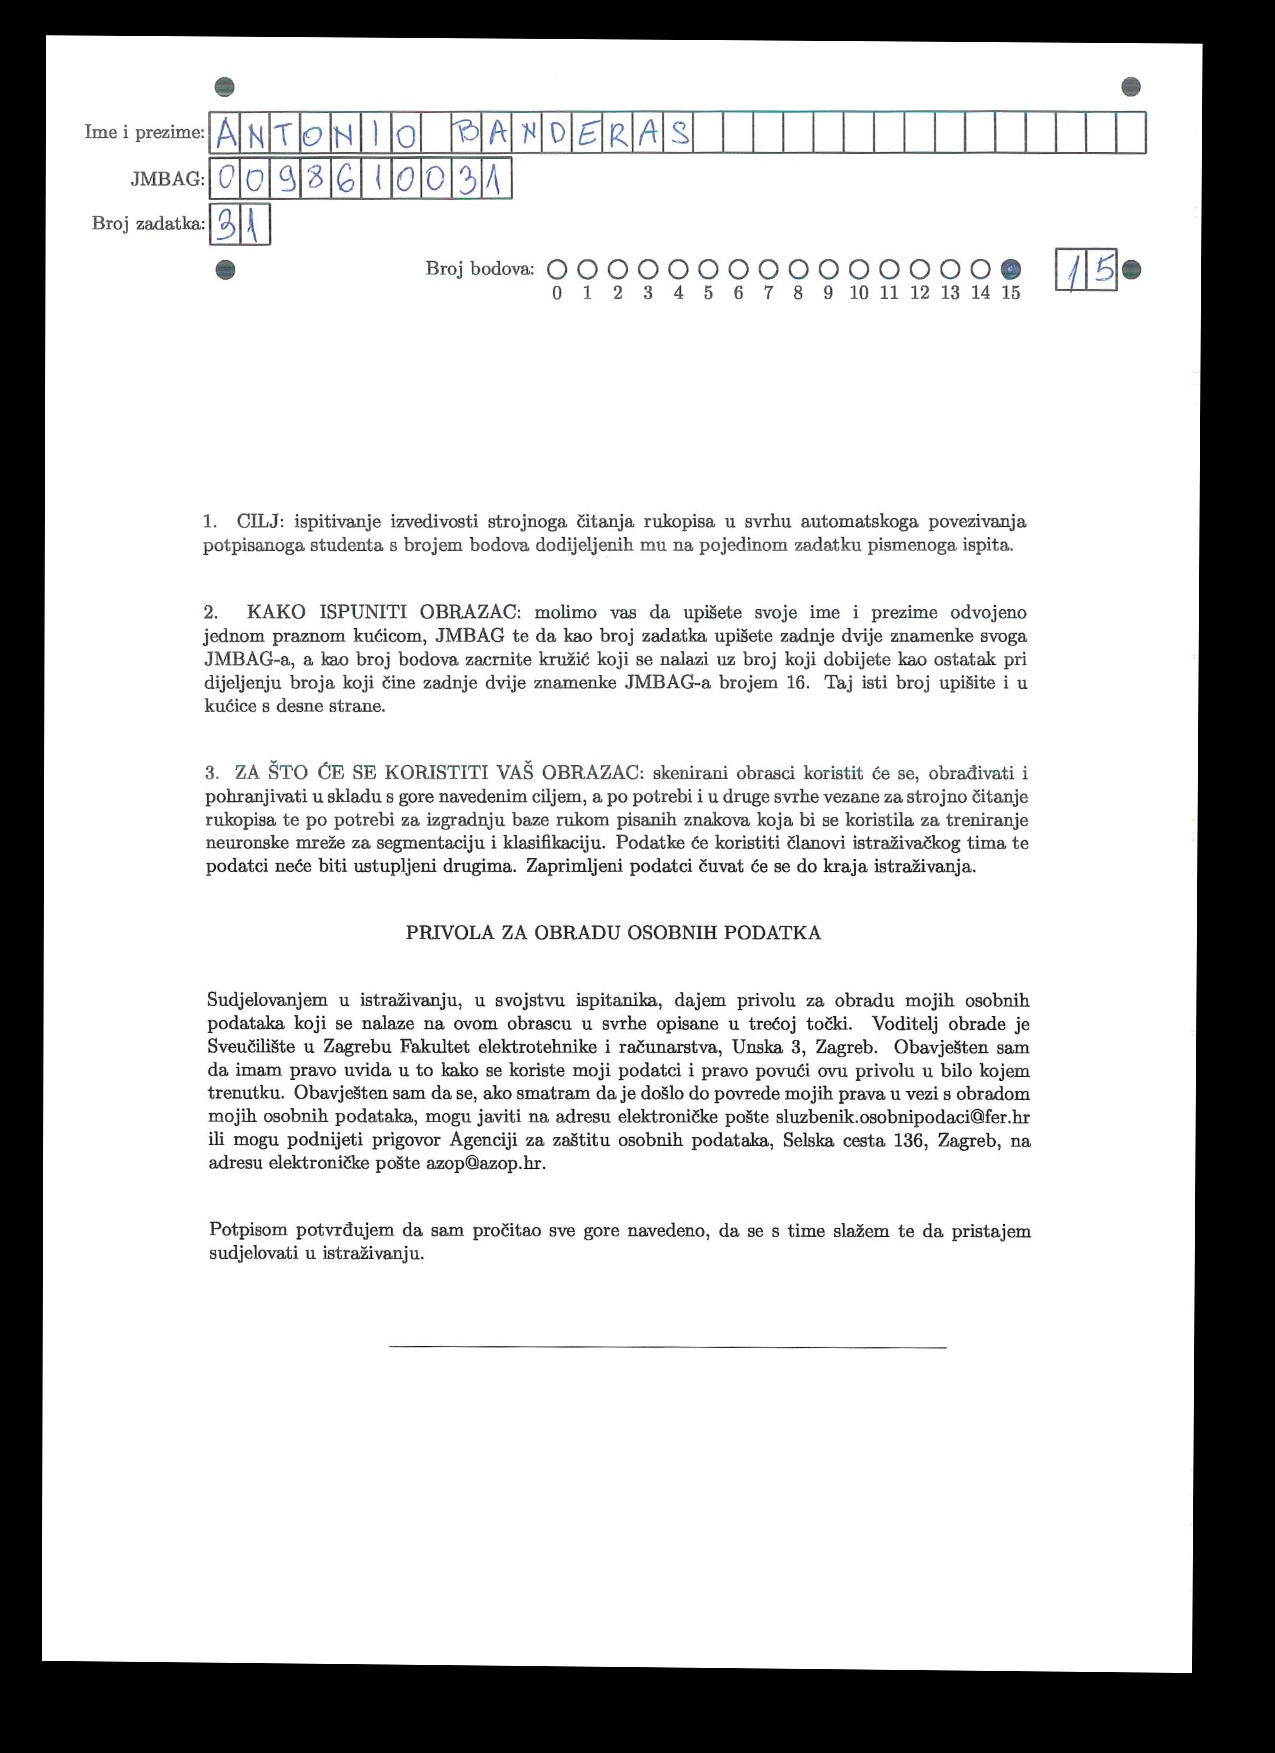 Ime i prezime: ANTONIO BANDERAS
JMBAG: 0098610031
Broj zadatka: 31
Broj bodova: 15
0 1 2 3 4 5 6 7 8 9 10 11 12 13 14 15
1. CILJ: ispitivanje izvedivosti strojnoga čitanja rukopisa u svrhu automatskoga povezivanja
potpisanoga studenta s brojem bodova dodijeljenih mu na pojedinom zadatku pismenoga ispita.
2. KAKO ISPUNITI OBRAZAC: molimo vas da upišete svoje ime i prezime odvojeno
jednom praznom kućicom, JMBAG te da kao broj zadatka upišete zadnje dvije znamenke svoga
JMBAG-a, a kao broj bodova zacrnite kružić koji se nalazi uz broj koji dobijete kao ostatak pri
dijeljenju broja koji čine zadnje dvije znamenke JMBAG-a brojem 16. Taj isti broj upišite i u
kućice s desne strane.
3. ZA ŠTO ĆE SE KORISTITI VAŠ OBRAZAC: skenirani obrasci koristit će se, obrađivati i
pohranjivati u skladu s gore navedenim ciljem, a po potrebi i u druge svrhe vezane za strojno čitanje
rukopisa te po potrebi za izgradnju baze rukom pisanih znakova koja bi se koristila za treniranje
neuronske mreže za segmentaciju i klasifikaciju. Podatke će koristiti članovi istraživačkog tima te
podatci neće biti ustupljeni drugima. Zaprimljeni podatci čuvat će se do kraja istraživanja.
PRIVOLA ZA OBRADU OSOBNIH PODATKA
Sudjelovanjem u istraživanju, u svojstvu ispitanika, dajem privolu za obradu mojih osobnih
podataka koji se nalaze na ovom obrascu u svrhe opisane u trećoj točki. Voditelj obrade je
Sveučilište u Zagrebu Fakultet elektrotehnike i računarstva, Unska 3, Zagreb. Obavješten sam
da imam pravo uvida u to kako se koriste moji podatci i pravo povući ovu privolu u bilo kojem
trenutku. Obavješten sam da se, ako smatram da je došlo do povrede mojih prava u vezi s obradom
mojih osobnih podataka, mogu javiti na adresu elektroničke pošte sluzbenik.osobnipodaci@fer.hr
ili mogu podnijeti prigovor Agenciji za zaštitu osobnih podataka, Selska cesta 136, Zagreb, na
adresu elektroničke pošte azop@azop.hr.
Potpisom potvrđujem da sam pročitao sve gore navedeno, da se s time slažem te da pristajem
sudjelovati u istraživanju.